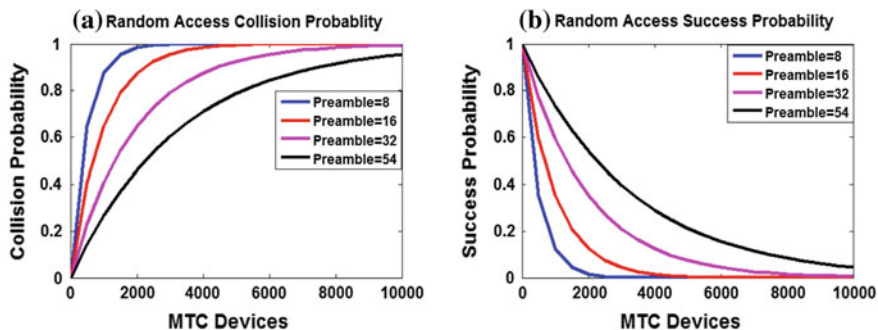 (a) Random Access Collision Probablity
Collision Probability
1
0.8
0.6
0.4
0.2
0
Preamble=8
Preamble=16
Preamble=32
Preamble=54
0 2000 4000 6000 8000 10000
MTC Devices
(b) Random Access Success Probability
Success Probability
1
0.8
0.6
0.4
0.2
0
Preamble=8
Preamble=16
Preamble=32
Preamble=54
0 2000 4000 6000 8000 10000
MTC Devices